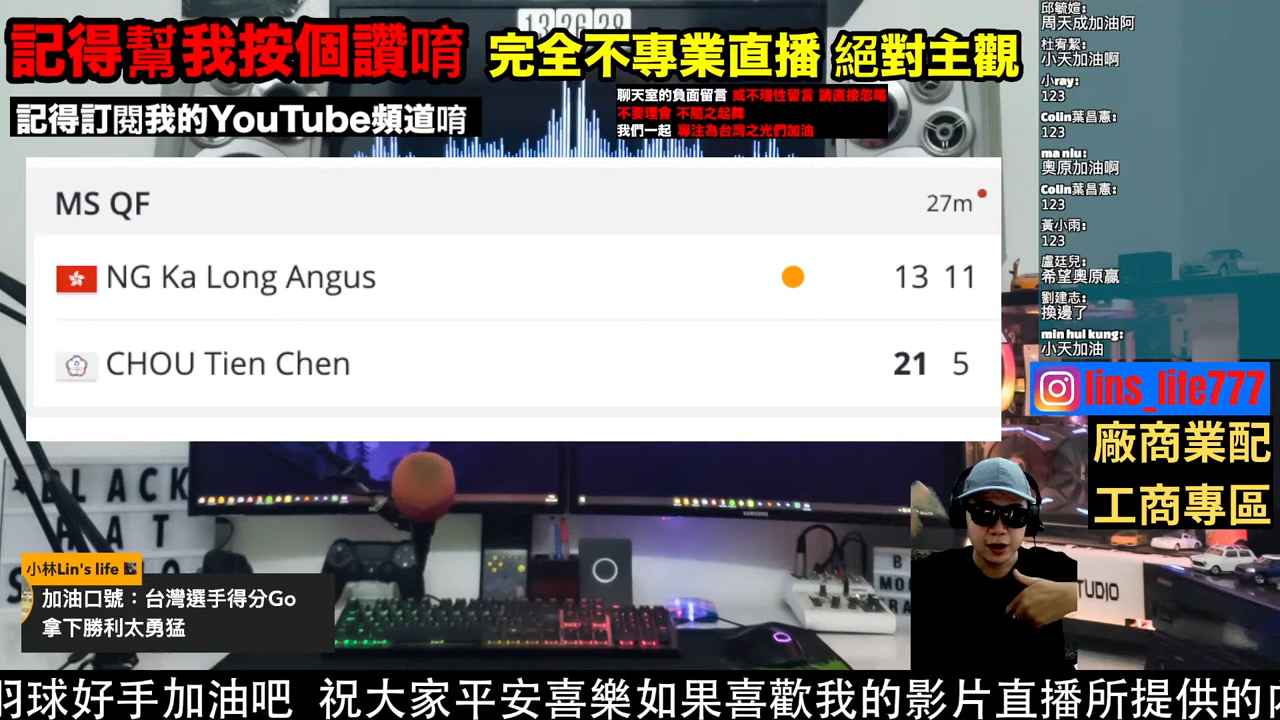 記得幫我按個讚唷
完全不專業直播 絕對主觀
記得訂閱我的YouTube頻道唷
聊天室的負面留言 或不理性留言 請直接忽略
不要理會 不隨之起舞
我們一起 專注為台灣之光們加油
MS QF
27m
NG Ka Long Angus
13 11
CHOU Tien Chen
21 5
邱毓媗:
周天成加油阿
杜宥絜:
小天加油啊
小ray:
123
Colin葉昌憲:
123
ma niu:
奧原加油啊
Colin葉昌憲:
123
黃小雨:
123
盧廷兒:
希望奧原贏
劉建志:
換邊了
min hui kung:
小天加油
lins_life777
廠商業配
工商專區
BLACK
SAMSUNG
小林Lin's life
加油口號：台灣選手得分Go
拿下勝利太勇猛
羽球好手加油吧 祝大家平安喜樂如果喜歡我的影片直播所提供的內